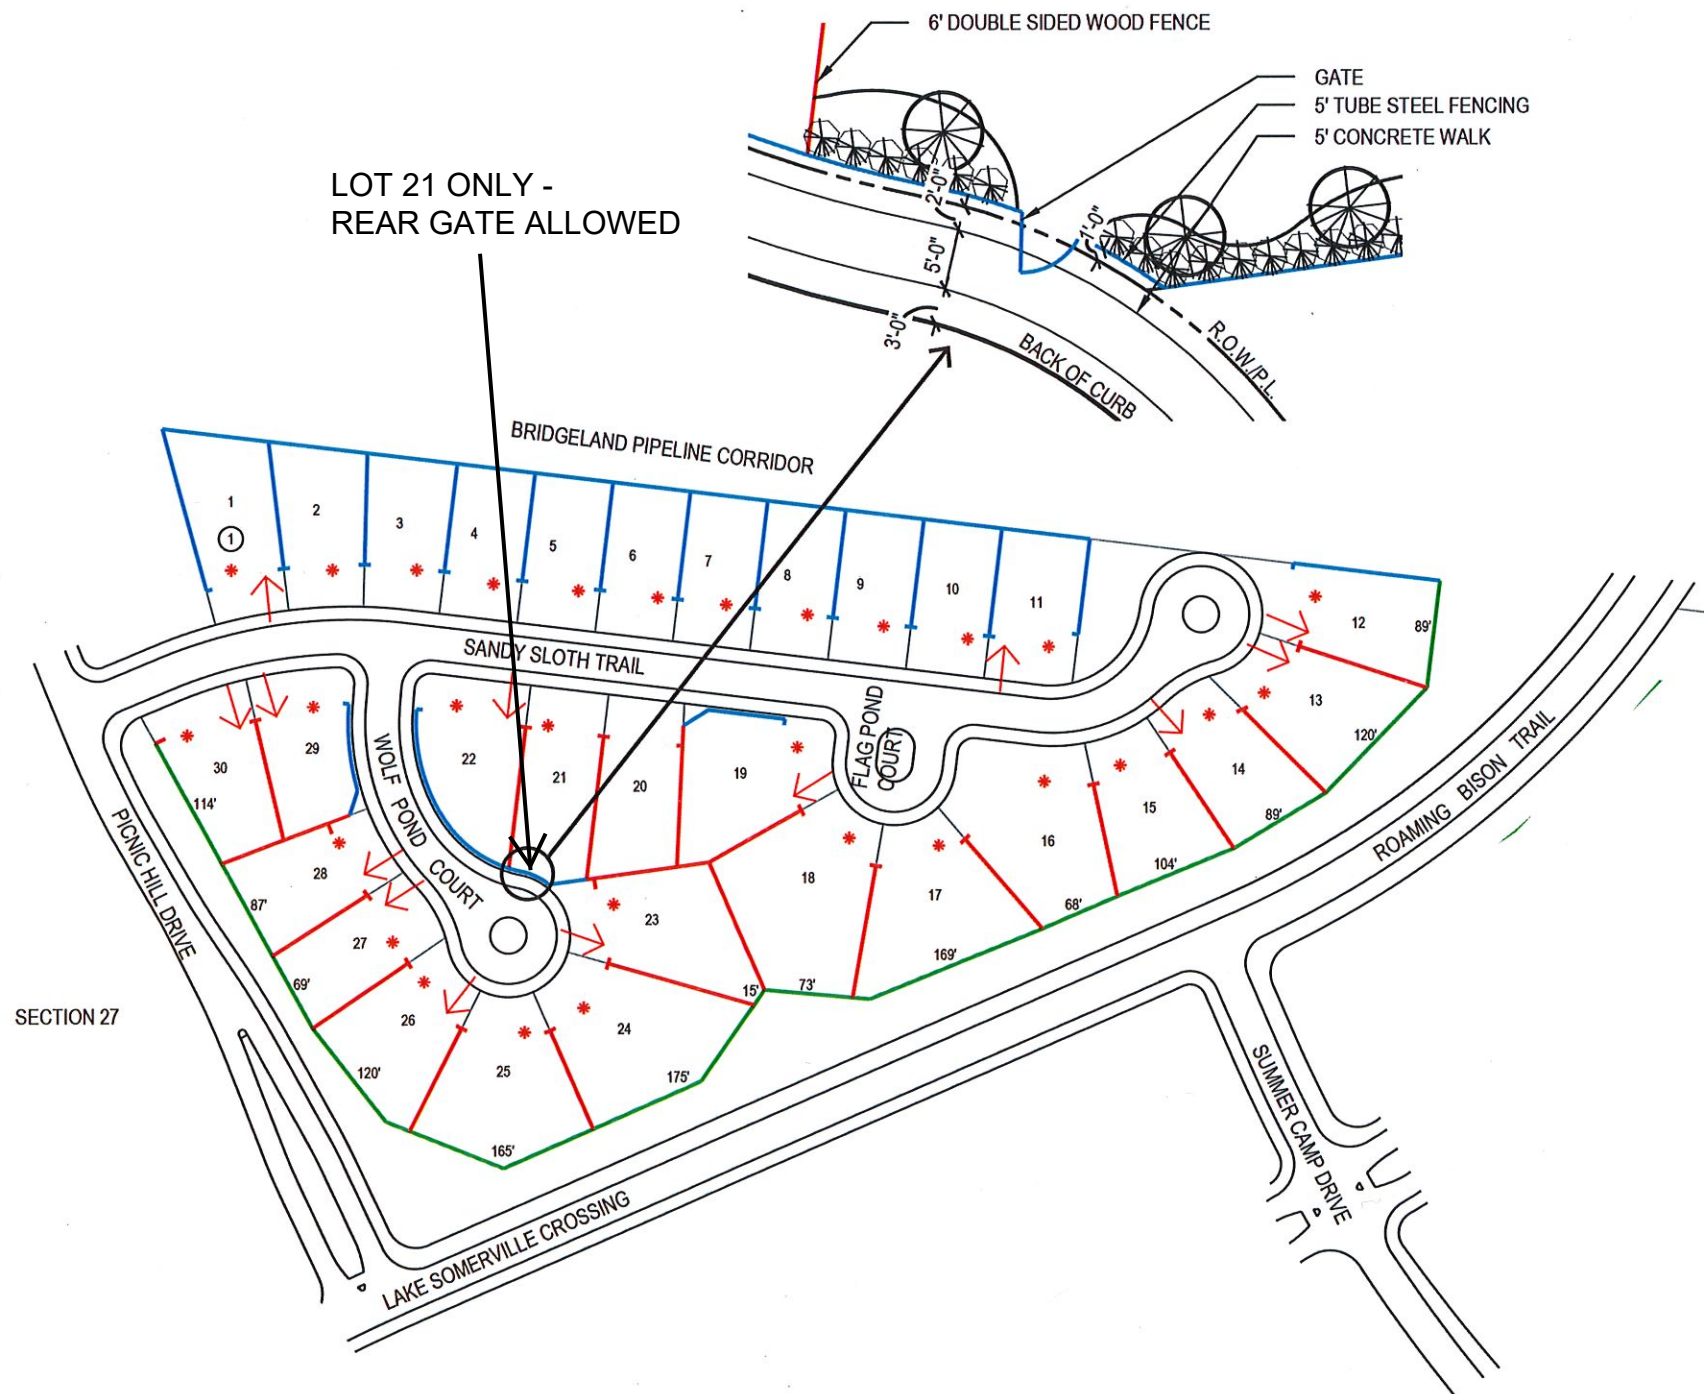 6' DOUBLE SIDED WOOD FENCE
GATE
5' TUBE STEEL FENCING
5' CONCRETE WALK
LOT 21 ONLY -
REAR GATE ALLOWED
2'-0"
1'-0"
5'-0"
3'-0"
R.O.W./P.L.
BACK OF CURB
BRIDGELAND PIPELINE CORRIDOR
1
1
2
3
4
5
6
7
8
9
10
11
12
89'
13
120'
14
89'
15
104'
16
68'
17
169'
18
73'
15'
19
20
21
22
23
24
175'
25
165'
26
120'
27
69'
28
87'
29
30
114'
SANDY SLOTH TRAIL
FLAG POND
COURT
WOLF POND COURT
PICNIC HILL DRIVE
ROAMING BISON TRAIL
SECTION 27
SUMMER CAMP DRIVE
LAKE SOMERVILLE CROSSING